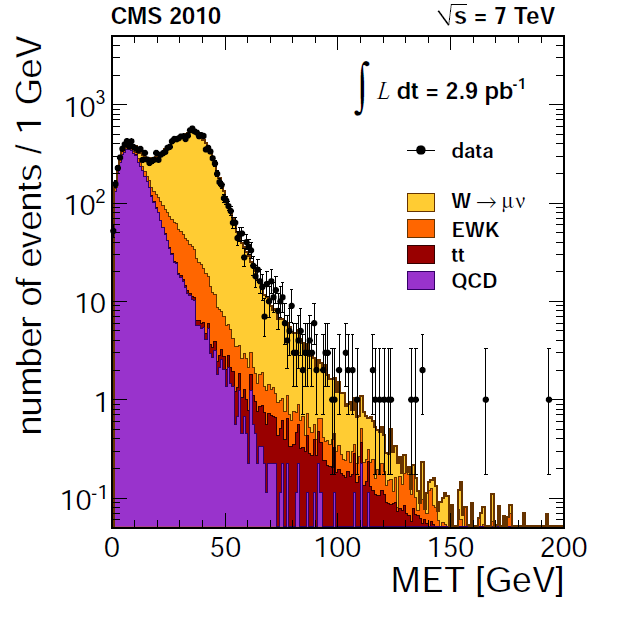 CMS 2010 √s = 7 TeV
∫ L dt = 2.9 pb⁻¹
data
W → μν
EWK
tt
QCD
number of events / 1 GeV
10³
10²
10
1
10⁻¹
0 50 100 150 200
MET [GeV]